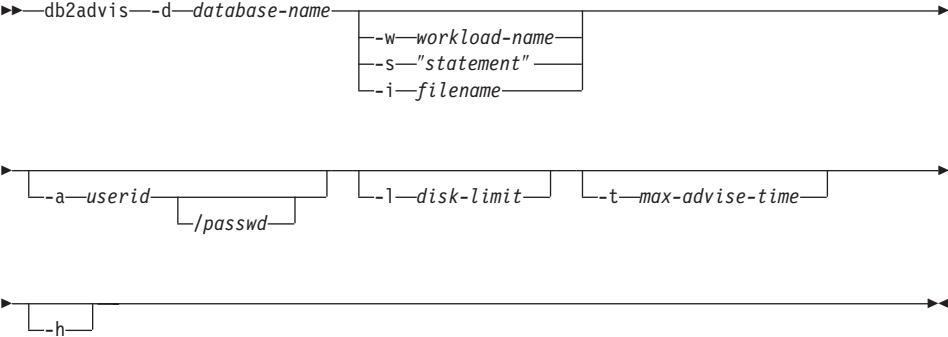 db2advis -d database-name
-w workload-name
-s "statement"
-i filename
-a userid
/passwd
-l disk-limit
-t max-advise-time
-h